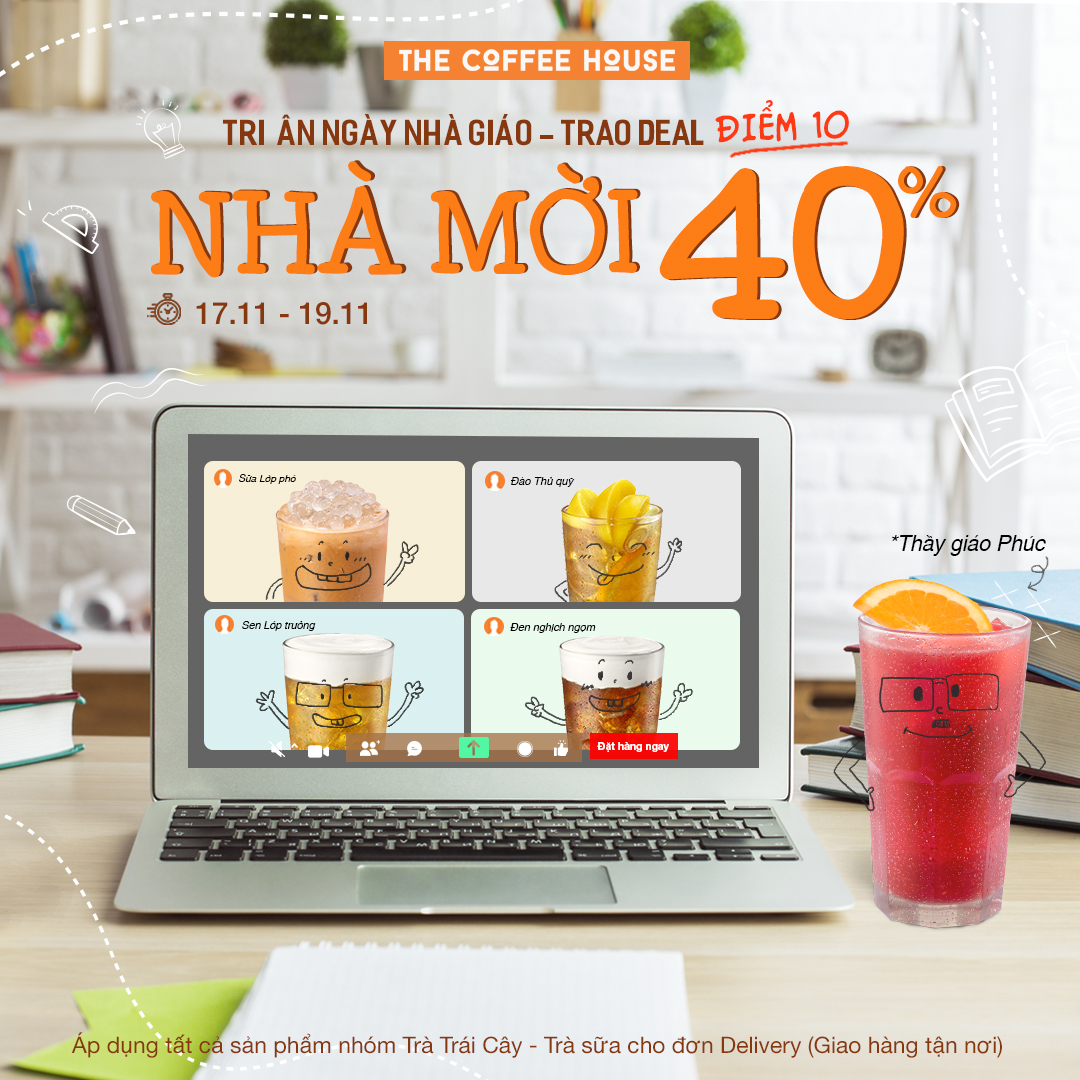 THE COFFEE HOUSE
TRI ÂN NGÀY NHÀ GIÁO – TRAO DEAL ĐIỂM 10
NHÀ MỜI 40%
17.11 - 19.11
Sữa Lớp phó
Đào Thủ quỹ
*Thầy giáo Phúc
Sen Lớp trưởng
Đen nghịch ngợm
Đặt hàng ngay
Áp dụng tất cả sản phẩm nhóm Trà Trái Cây - Trà sữa cho đơn Delivery (Giao hàng tận nơi)